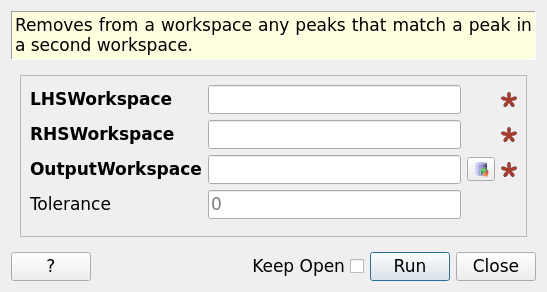 Removes from a workspace any peaks that match a peak in
a second workspace.
LHSWorkspace
RHSWorkspace
OutputWorkspace
Tolerance 0
? Keep Open Run Close